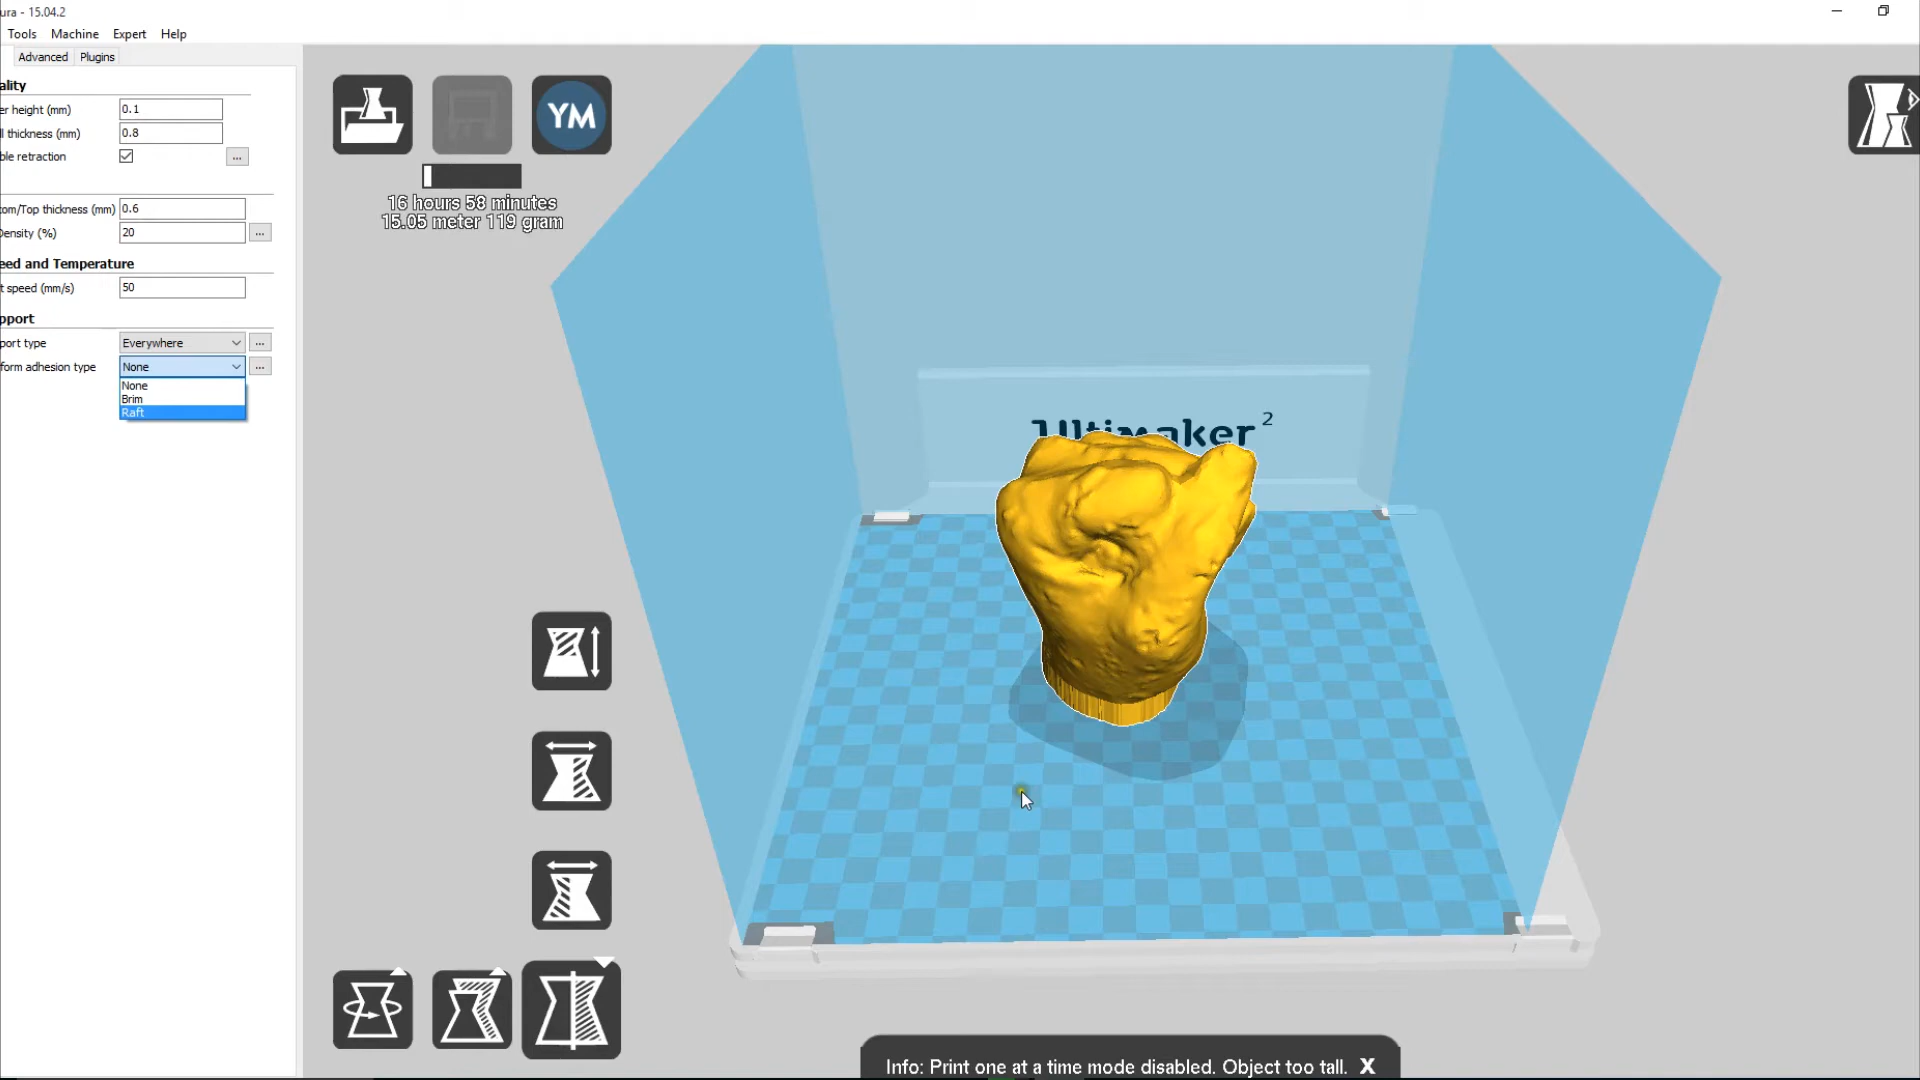 ura - 15.04.2
Tools Machine Expert Help
Advanced Plugins
ality
er height (mm) 0.1
l thickness (mm) 0.8
ble retraction ...
om/Top thickness (mm) 0.6
Density (%) 20 ...
eed and Temperature
t speed (mm/s) 50
pport
port type Everywhere ...
form adhesion type None ...
None
Brim
Raft
YM
16 hours 58 minutes
15.05 meter 119 gram
Ultimaker 2
Info: Print one at a time mode disabled. Object too tall. X